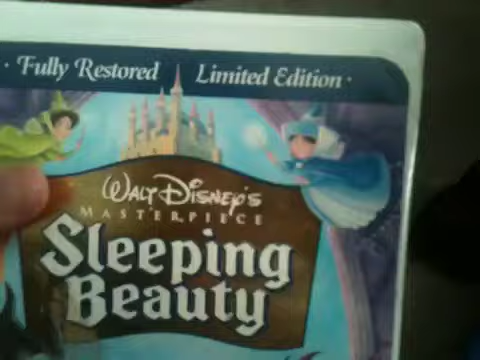 · Fully Restored Limited Edition ·
WALT DISNEY'S
MASTERPIECE
Sleeping
Beauty